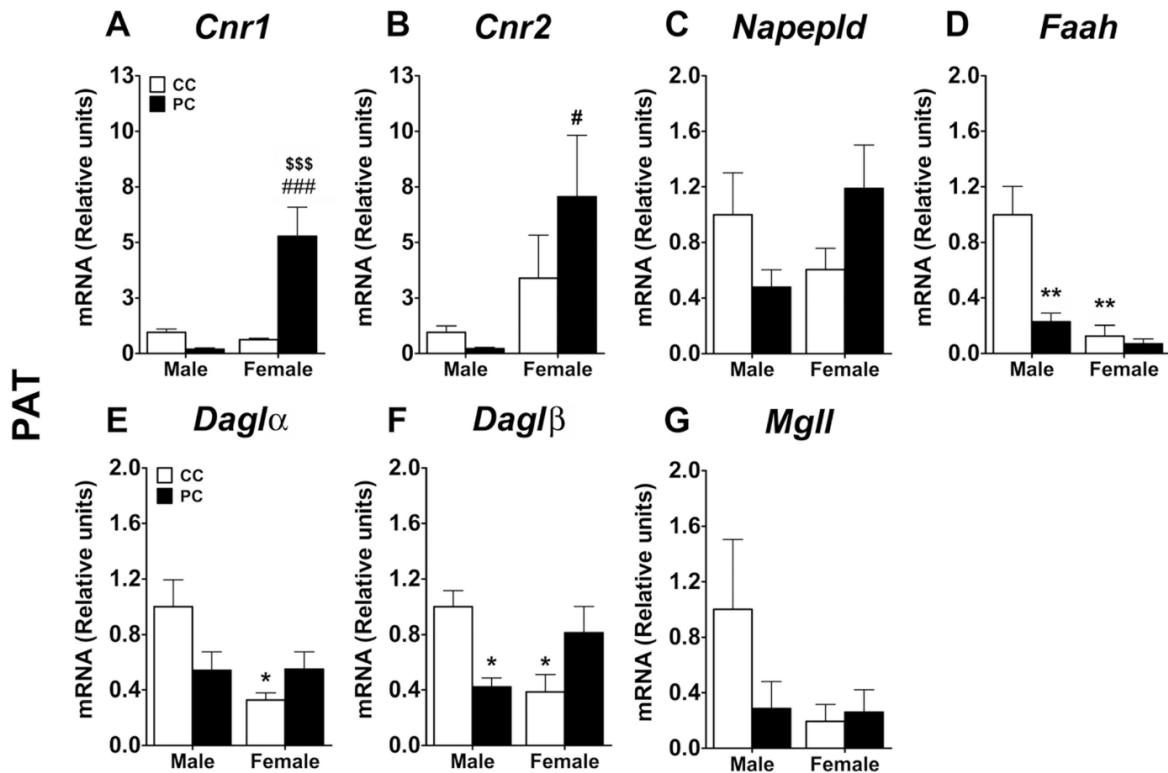 PAT
A Cnr1
mRNA (Relative units)
13
10
8
5
3
0
CC
PC
$$$
###
Male Female
B Cnr2
mRNA (Relative units)
13
10
8
5
3
0
#
Male Female
C Napepld
mRNA (Relative units)
2.0
1.6
1.2
0.8
0.4
0.0
Male Female
D Faah
mRNA (Relative units)
2.0
1.6
1.2
0.8
0.4
0.0
** **
Male Female
E Daglα
mRNA (Relative units)
2.0
1.6
1.2
0.8
0.4
0.0
CC
PC
*
Male Female
F Daglβ
mRNA (Relative units)
2.0
1.6
1.2
0.8
0.4
0.0
* *
Male Female
G Mgll
mRNA (Relative units)
2.0
1.6
1.2
0.8
0.4
0.0
Male Female